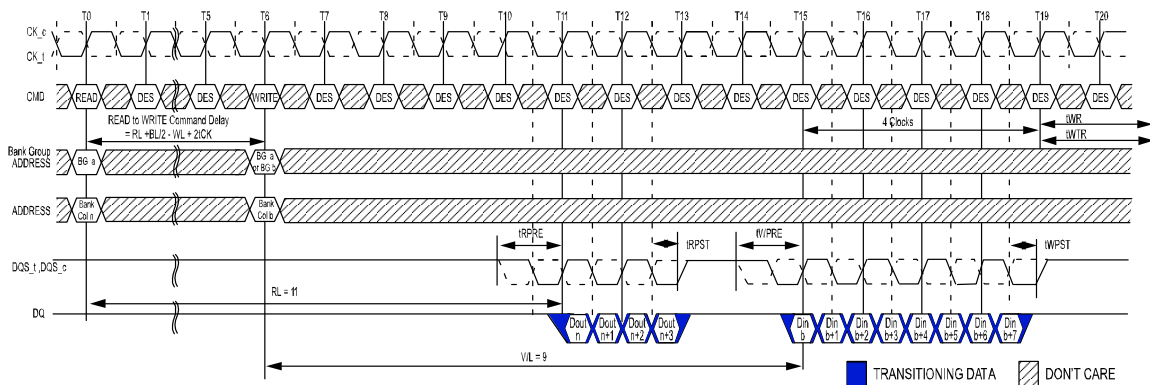 T0 T1 T5 T6 T7 T8 T9 T10 T11 T12 T13 T14 T15 T16 T17 T18 T19 T20
CK_c
CK_t
CMD READ DES DES WRITE DES DES DES DES DES DES DES DES DES DES DES DES DES DES
READ to WRITE Command Delay
= RL +BL/2 - WL + 2tCK
4 Clocks
tWR
tWTR
Bank Group
ADDRESS
BG a
BG a
or BG b
ADDRESS
Bank
Col n
Bank
Col b
tRPRE tRPST tWPRE tWPST
DQS_t ,DQS_c
RL = 11
DQ
Dout
n
Dout
n+1
Dout
n+2
Dout
n+3
Din
b
Din
b+1
Din
b+2
Din
b+3
Din
b+4
Din
b+5
Din
b+6
Din
b+7
WL = 9
TRANSITIONING DATA DON'T CARE